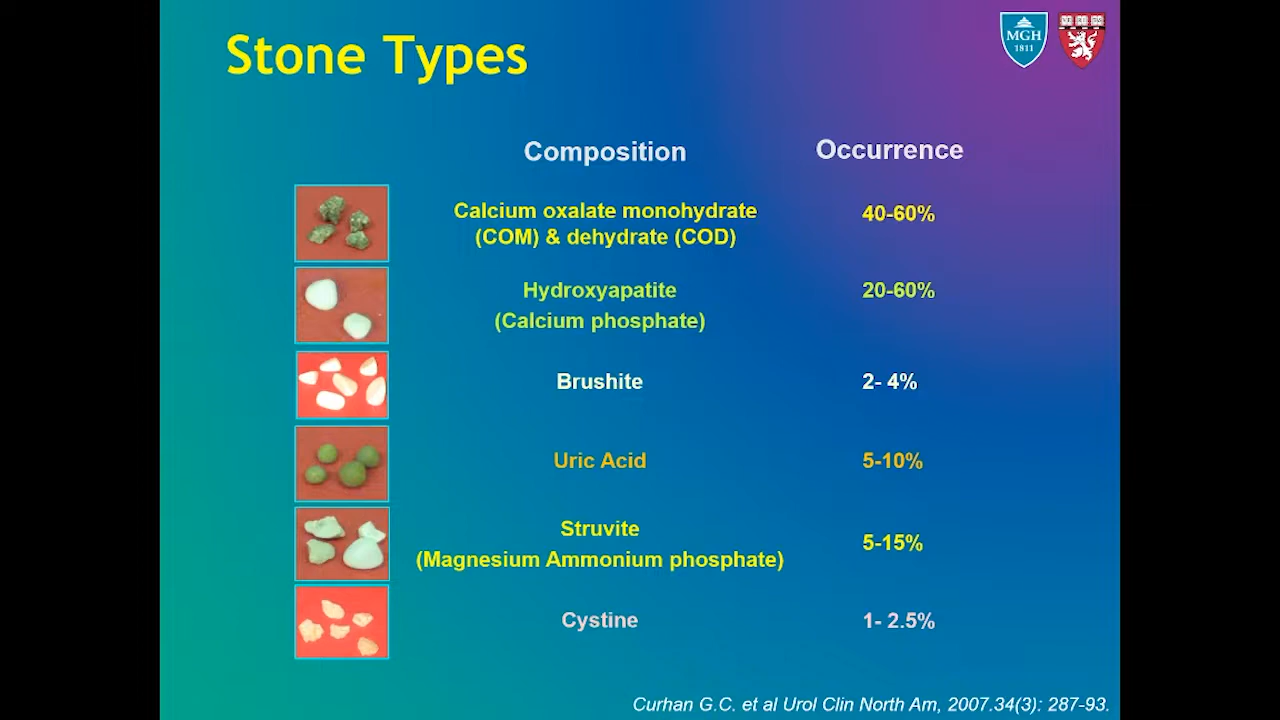 Stone Types
MGH
1811
Composition
Occurrence
Calcium oxalate monohydrate
(COM) & dehydrate (COD)
40-60%
Hydroxyapatite
(Calcium phosphate)
20-60%
Brushite
2- 4%
Uric Acid
5-10%
Struvite
(Magnesium Ammonium phosphate)
5-15%
Cystine
1- 2.5%
Curhan G.C. et al Urol Clin North Am, 2007.34(3): 287-93.